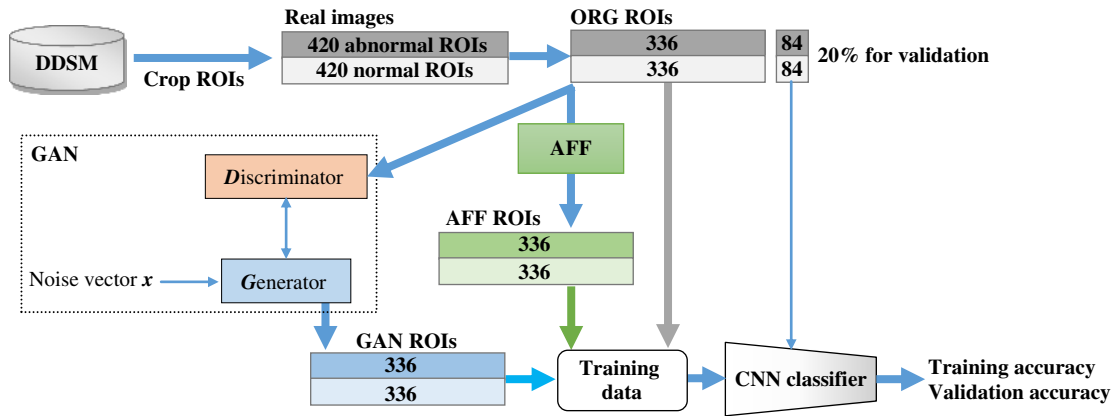 DDSM
Crop ROIs
Real images
420 abnormal ROIs
420 normal ROIs
ORG ROIs
336
336
84
84
20% for validation
GAN
Discriminator
Noise vector x
Generator
AFF
AFF ROIs
336
336
GAN ROIs
336
336
Training
data
CNN classifier
Training accuracy
Validation accuracy